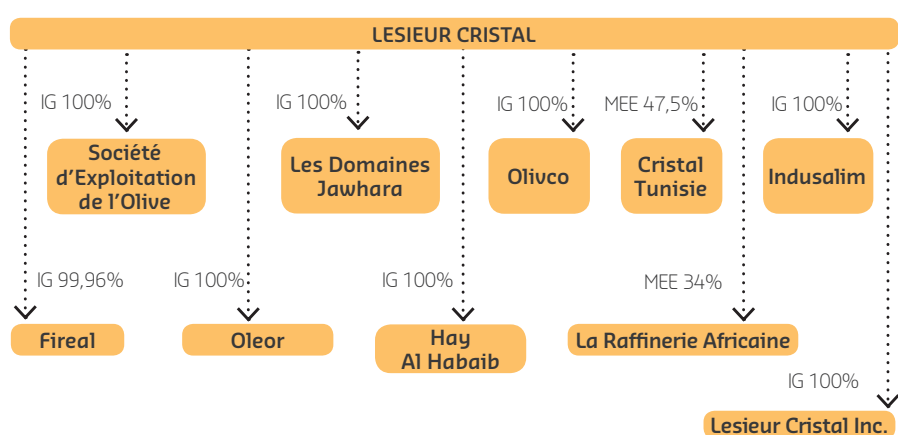 LESIEUR CRISTAL
IG 100%
IG 100%
IG 100%
MEE 47,5%
IG 100%
Société
d'Exploitation
de l'Olive
Les Domaines
Jawhara
Olivco
Cristal
Tunisie
Indusalim
IG 99,96%
IG 100%
IG 100%
MEE 34%
Fireal
Oleor
Hay
Al Habaib
La Raffinerie Africaine
IG 100%
Lesieur Cristal Inc.